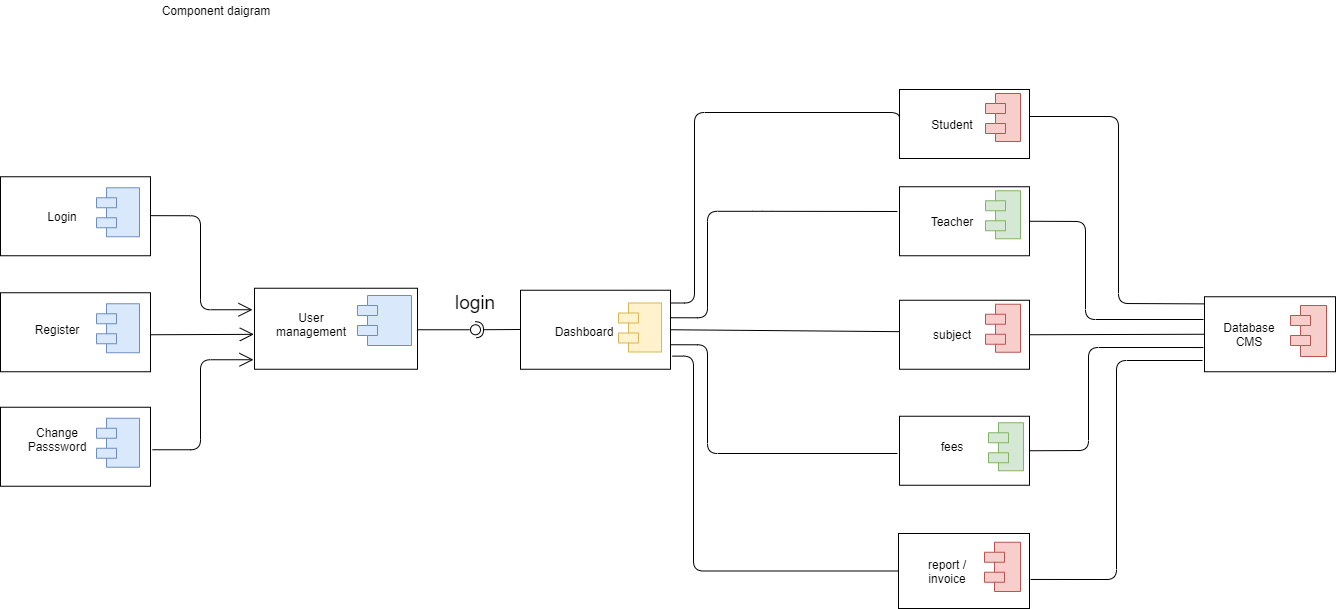 Component daigram
Login
Register
Change
Passsword
User
management
login
Dashboard
Student
Teacher
subject
fees
report /
invoice
Database
CMS